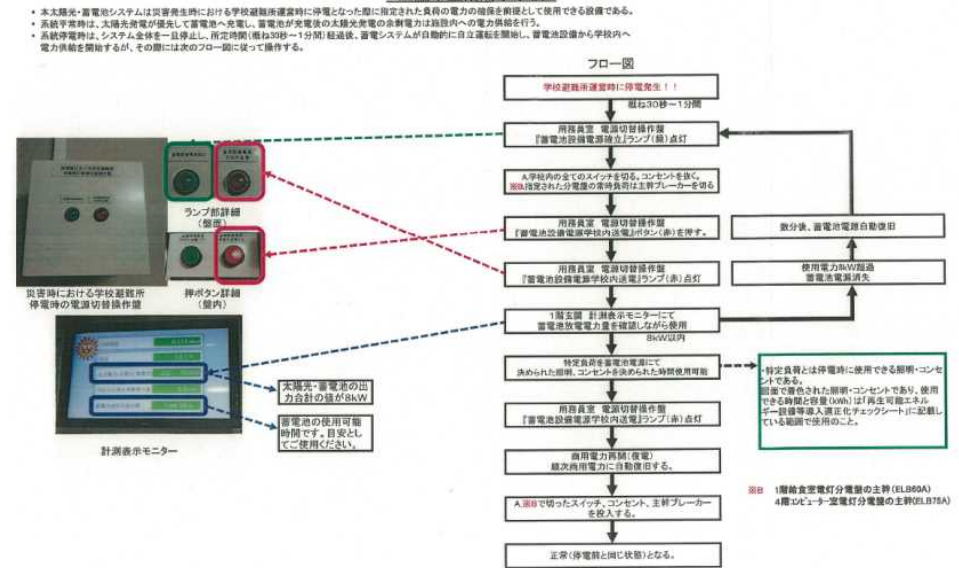 ・ 本太陽光・蓄電池システムは災害発生時における学校避難所運営時に停電となった際に指定された負荷の電力の確保を前提として使用できる設備である。
・ 系統平常時は、太陽光発電が優先して蓄電池へ充電し、蓄電池が充電後の太陽光発電の余剰電力は施設内への電力供給を行う。
・ 系統停電時は、システム全体を一旦停止し、所定時間(概ね30秒～1分間)経過後、蓄電システムが自動的に自立運転を開始し、蓄電池設備から学校内へ
電力供給を開始するが、その際には次のフロー図に従って操作する。
フロー図
学校避難所運営時に停電発生！！
概ね30秒～1分間
用務員室 電源切替操作盤
『蓄電池設備電源確立』ランプ(緑)点灯
A.学校内の全てのスイッチを切る。コンセントを抜く。
※B.指定された分電盤の常時負荷は主幹ブレーカーを切る
用務員室 電源切替操作盤
『蓄電池設備電源学校内送電』ボタン(赤)を押す。
用務員室 電源切替操作盤
『蓄電池設備電源学校内送電』ランプ(赤)点灯
1階玄関 計測表示モニターにて
蓄電池放電電力量を確認しながら使用
8kW以内
特定負荷を蓄電池電源にて
決められた照明、コンセントを決められた時間使用可能
用務員室 電源切替操作盤
『蓄電池設備電源学校内送電』ランプ(赤)点灯
商用電力再開(復電)
順次商用電力に自動復旧する。
A.※Bで切ったスイッチ、コンセント、主幹ブレーカー
を投入する。
正常(停電前と同じ状態)となる。
数分後、蓄電池電源自動復旧
使用電力8kW超過
蓄電池電源消失
ランプ部詳細
(盤面)
押ボタン詳細
(盤内)
災害時における学校避難所
停電時の電源切替操作盤
太陽光・蓄電池の出
力合計の値が8kW
蓄電池の使用可能
時間です。目安とし
てご使用ください。
計測表示モニター
・特定負荷とは停電時に使用できる照明・コンセ
ントである。
図面で着色された照明・コンセントであり、使用
できる時間と容量(kWh)は「再生可能エネル
ギー設備等導入適正化チェックシート」に記載し
ている範囲で使用のこと。
※B 1階給食室電灯分電盤の主幹(ELB60A)
4階コンピューター室電灯分電盤の主幹(ELB75A)